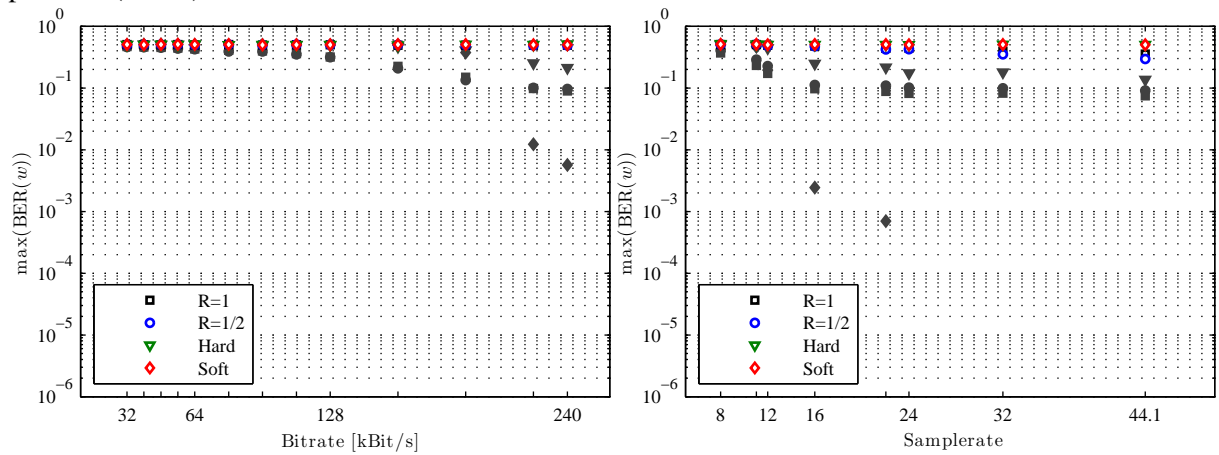 10^0
10^-1
10^-2
10^-3
10^-4
10^-5
10^-6
max(BER(w))
R=1
R=1/2
Hard
Soft
32 64 128 240
Bitrate [kBit/s]
10^0
10^-1
10^-2
10^-3
10^-4
10^-5
10^-6
max(BER(w))
R=1
R=1/2
Hard
Soft
8 12 16 24 32 44.1
Samplerate